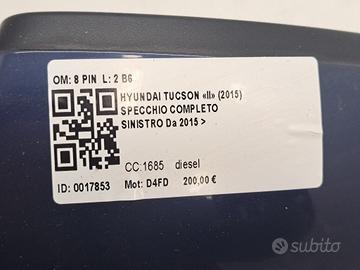 OM: 8 PIN L: 2 B6
HYUNDAI TUCSON «II» (2015)
SPECCHIO COMPLETO
SINISTRO Da 2015 >
CC:1685 diesel
ID: 0017853 Mot: D4FD 200,00 €
subito